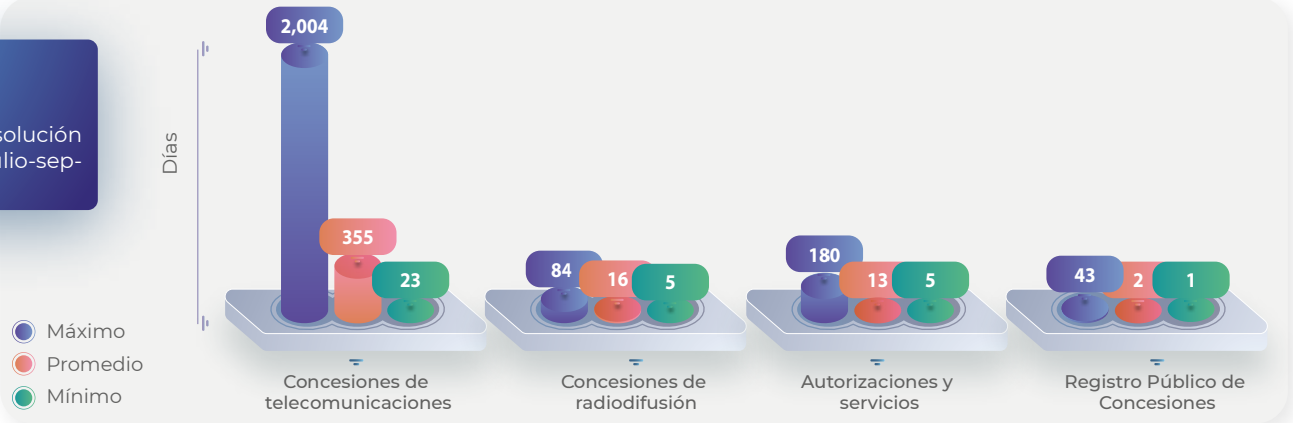 solución
lio-sep-
Días
2,004
355
23
84
16
5
180
13
5
43
2
1
Máximo
Promedio
Mínimo
Concesiones de
telecomunicaciones
Concesiones de
radiodifusión
Autorizaciones y
servicios
Registro Público de
Concesiones